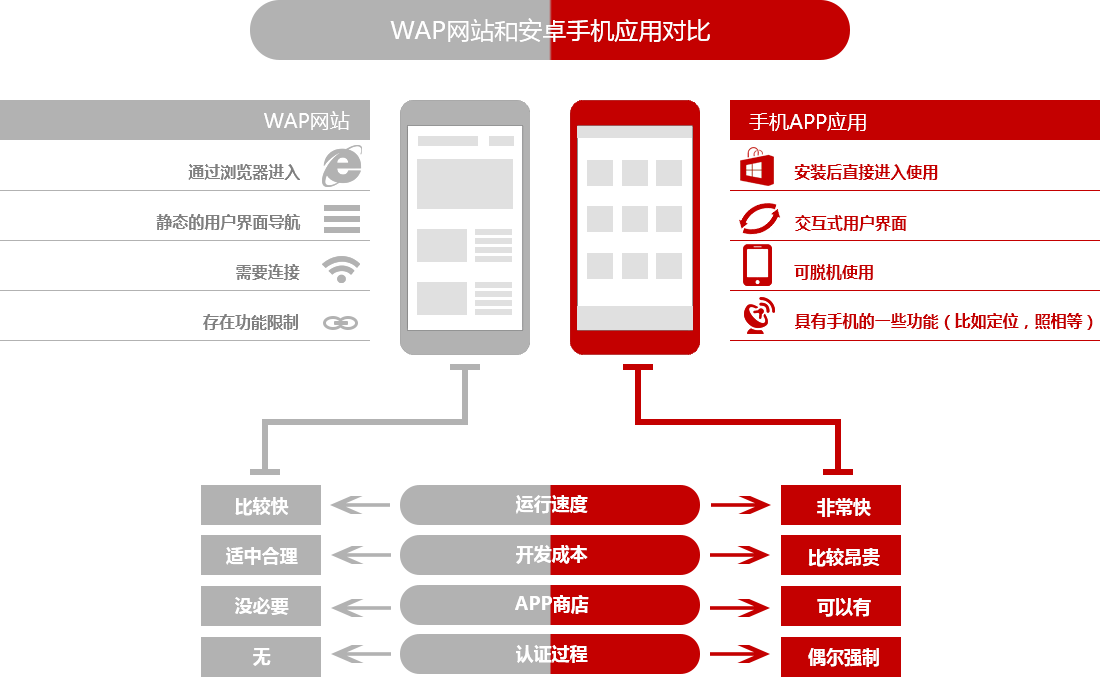 WAP网站和安卓手机应用对比
WAP网站
通过浏览器进入
静态的用户界面导航
需要连接
存在功能限制
手机APP应用
安装后直接进入使用
交互式用户界面
可脱机使用
具有手机的一些功能（比如定位，照相等）
比较快
运行速度
非常快
适中合理
开发成本
比较昂贵
没必要
APP商店
可以有
无
认证过程
偶尔强制